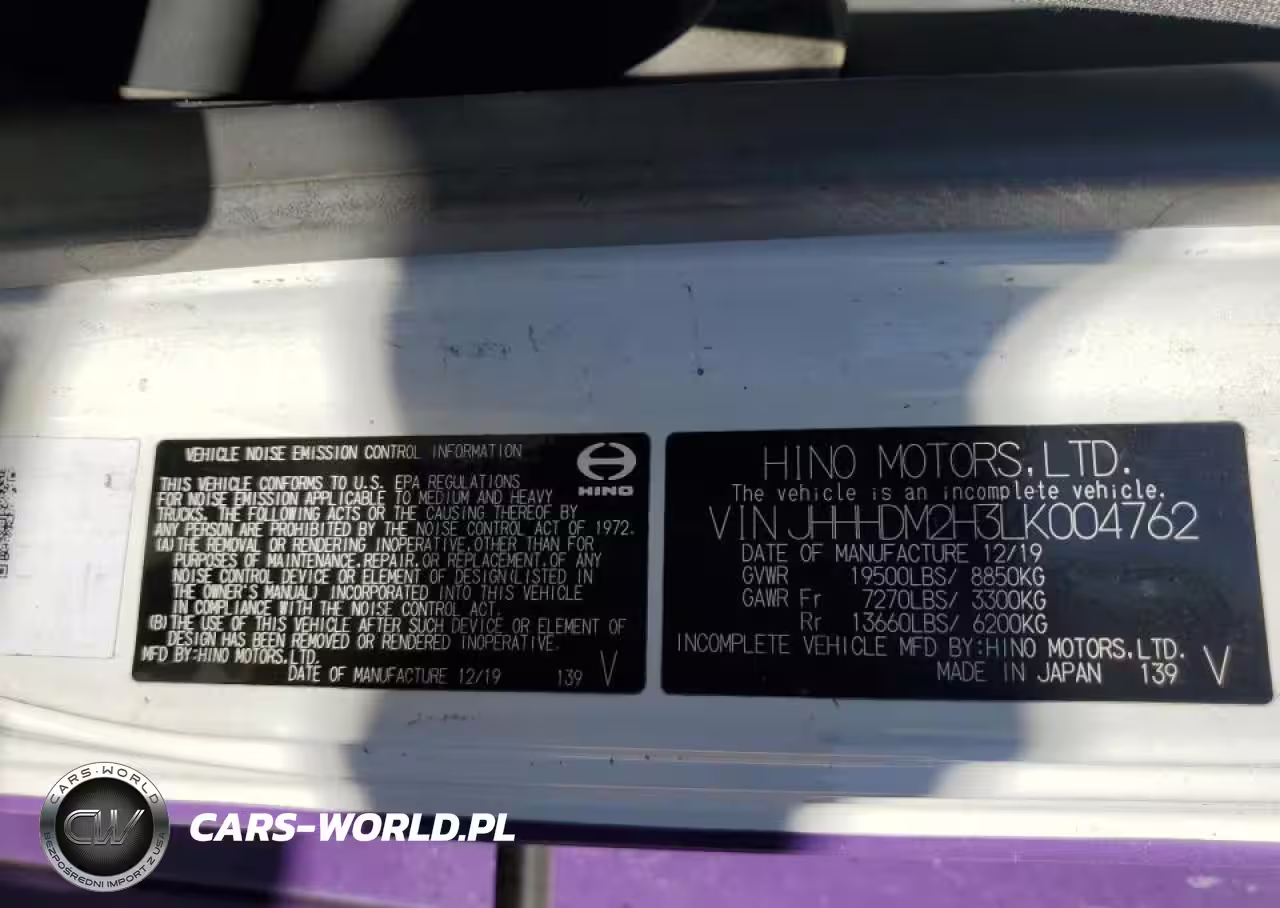 VEHICLE NOISE EMISSION CONTROL INFORMATION
HINO
THIS VEHICLE CONFORMS TO U.S. EPA REGULATIONS
FOR NOISE EMISSION APPLICABLE TO MEDIUM AND HEAVY
TRUCKS. THE FOLLOWING ACTS OR THE CAUSING THEREOF BY
ANY PERSON ARE PROHIBITED BY THE NOISE CONTROL ACT OF 1972.
(A) THE REMOVAL OR RENDERING INOPERATIVE, OTHER THAN FOR
PURPOSES OF MAINTENANCE, REPAIR, OR REPLACEMENT, OF ANY
NOISE CONTROL DEVICE OR ELEMENT OF DESIGN(LISTED IN
THE OWNER'S MANUAL) INCORPORATED INTO THIS VEHICLE
IN COMPLIANCE WITH THE NOISE CONTROL ACT.
(B) THE USE OF THIS VEHICLE AFTER SUCH DEVICE OR ELEMENT OF
DESIGN HAS BEEN REMOVED OR RENDERED INOPERATIVE.
MFD BY:HINO MOTORS,LTD.
DATE OF MANUFACTURE 12/19 139 V
HINO MOTORS,LTD.
The vehicle is an incomplete vehicle.
VIN JHHHDM2H3LK004762
DATE OF MANUFACTURE 12/19
GVWR 19500LBS/ 8850KG
GAWR Fr 7270LBS/ 3300KG
Rr 13660LBS/ 6200KG
INCOMPLETE VEHICLE MFD BY:HINO MOTORS,LTD.
MADE IN JAPAN 139 V
CARS-WORLD
CW
BEZPOŚREDNI IMPORT Z USA
CARS-WORLD.PL